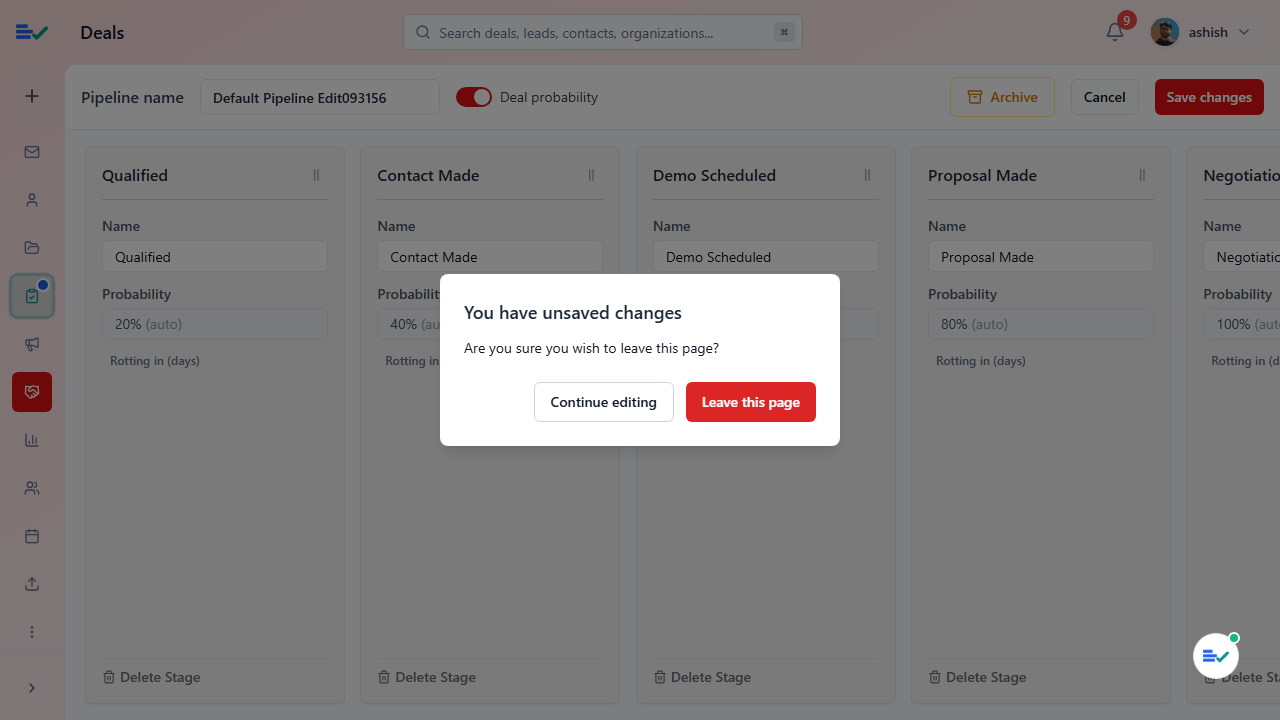 Deals
Search deals, leads, contacts, organizations...
⌘
9
ashish
Pipeline name
Default Pipeline Edit093156
Deal probability
Archive
Cancel
Save changes
Qualified
Contact Made
Demo Scheduled
Proposal Made
Negotiatio
Name
Name
Name
Name
Name
Qualified
Contact Made
Demo Scheduled
Proposal Made
Negotiatio
Probability
Probability
Probability
Probability
20% (auto)
40% (au
80% (auto)
100% (aut
Rotting in (days)
Rotting in
Rotting in (days)
Rotting in (d
You have unsaved changes
Are you sure you wish to leave this page?
Continue editing
Leave this page
Delete Stage
Delete Stage
Delete Stage
Delete Stage
Delete Sta